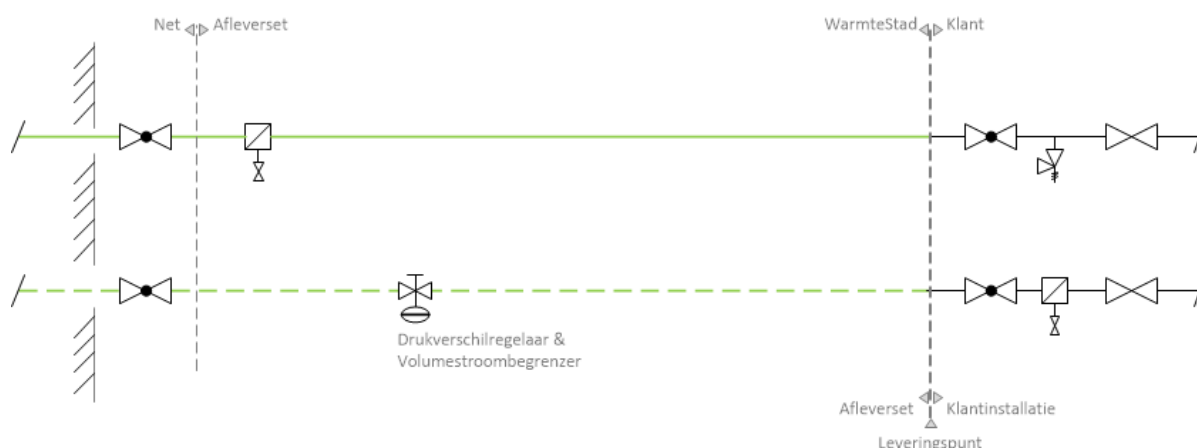 Net Afleverset
WarmteStad Klant
Drukverschilregelaar &
Volumestroombegrenzer
Afleverset Klantinstallatie
Leveringspunt